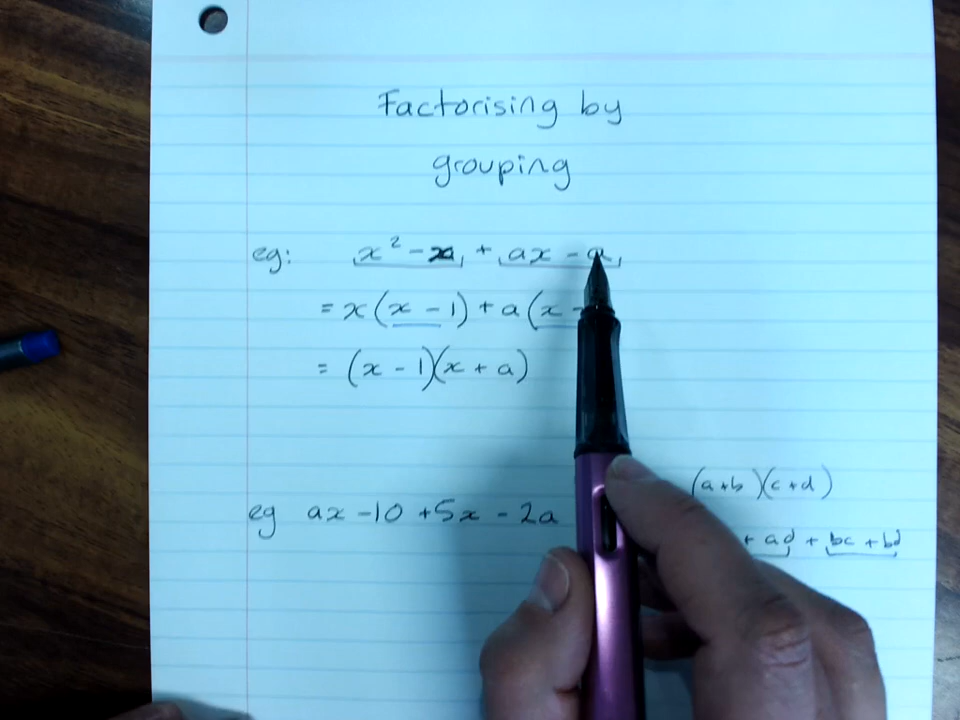 Factorising by
grouping
eg: x² - x + ax - a
= x(x - 1) + a(x -
= (x - 1)(x + a)
(a+b)(c+d)
eg ax - 10 + 5x - 2a
+ ad + bc + bd